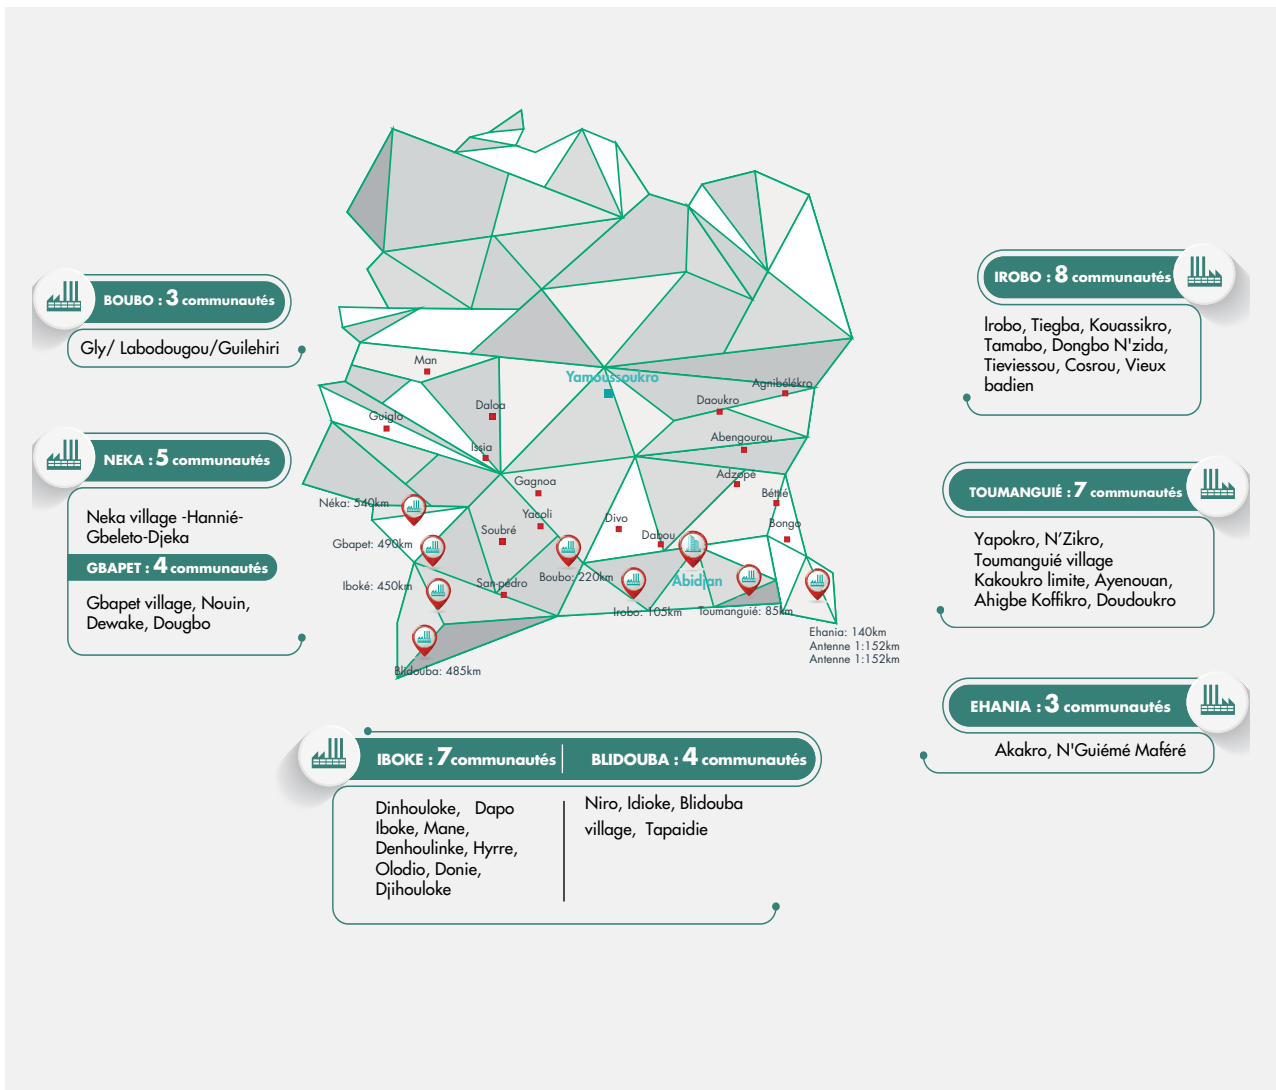 BOUBO : 3 communautés
Gly/ Labodougou/Guilehiri
NEKA : 5 communautés
Neka village -Hannié-
Gbeleto-Djeka
GBAPET : 4 communautés
Gbapet village, Nouin,
Dewake, Dougbo
Man
Yamoussoukro
Agnibélékro
Daoukro
Daloa
Guiglo
Abengourou
Issia
Adzopé
Gagnoa
Bétié
Néka: 540km
Yacoli
Divo
Bongo
Soubré
Dabou
Gbapet: 490km
Boubo: 220km
Abidjan
Iboké: 450km
San-pédro
Irobo: 105km
Toumanguié: 85km
Ehania: 140km
Antenne 1:152km
Antenne 1:152km
Blidouba: 485km
IROBO : 8 communautés
Irobo, Tiegba, Kouassikro,
Tamabo, Dongbo N'zida,
Tieviessou, Cosrou, Vieux
badien
TOUMANGUIÉ : 7 communautés
Yapokro, N'Zikro,
Toumanguié village
Kakoukro limite, Ayenouan,
Ahigbe Koffikro, Doudoukro
EHANIA : 3 communautés
Akakro, N'Guiémé Maféré
IBOKE : 7communautés
Dinhouloke, Dapo
Iboke, Mane,
Denhoulinke, Hyrre,
Olodio, Donie,
Djihouloke
BLIDOUBA : 4 communautés
Niro, Idioke, Blidouba
village, Tapaidie